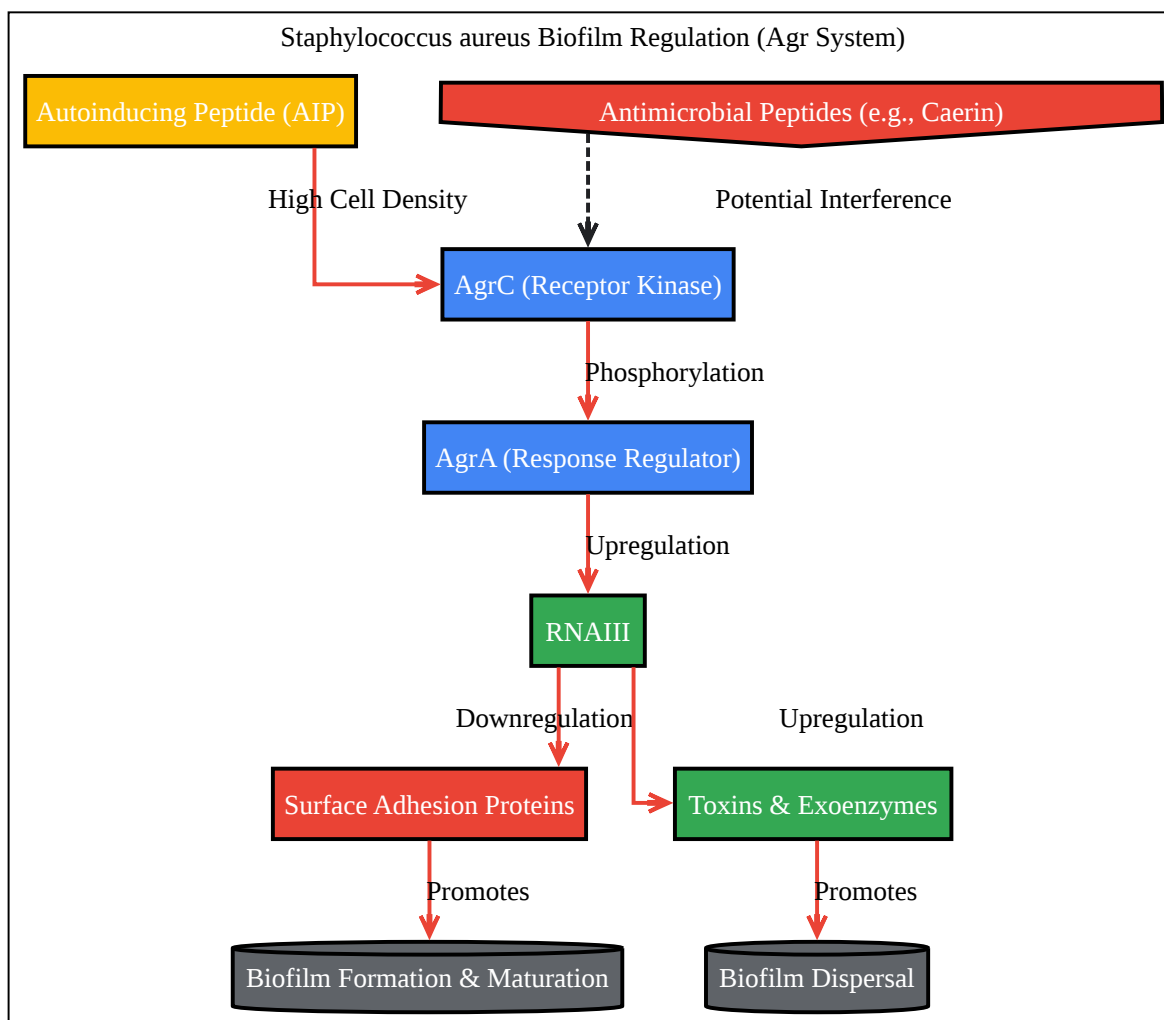 Staphylococcus aureus Biofilm Regulation (Agr System)
Autoinducing Peptide (AIP)
Antimicrobial Peptides (e.g., Caerin)
High Cell Density
Potential Interference
AgrC (Receptor Kinase)
Phosphorylation
AgrA (Response Regulator)
Upregulation
RNAIII
Downregulation
Upregulation
Surface Adhesion Proteins
Toxins & Exoenzymes
Promotes
Promotes
Biofilm Formation & Maturation
Biofilm Dispersal